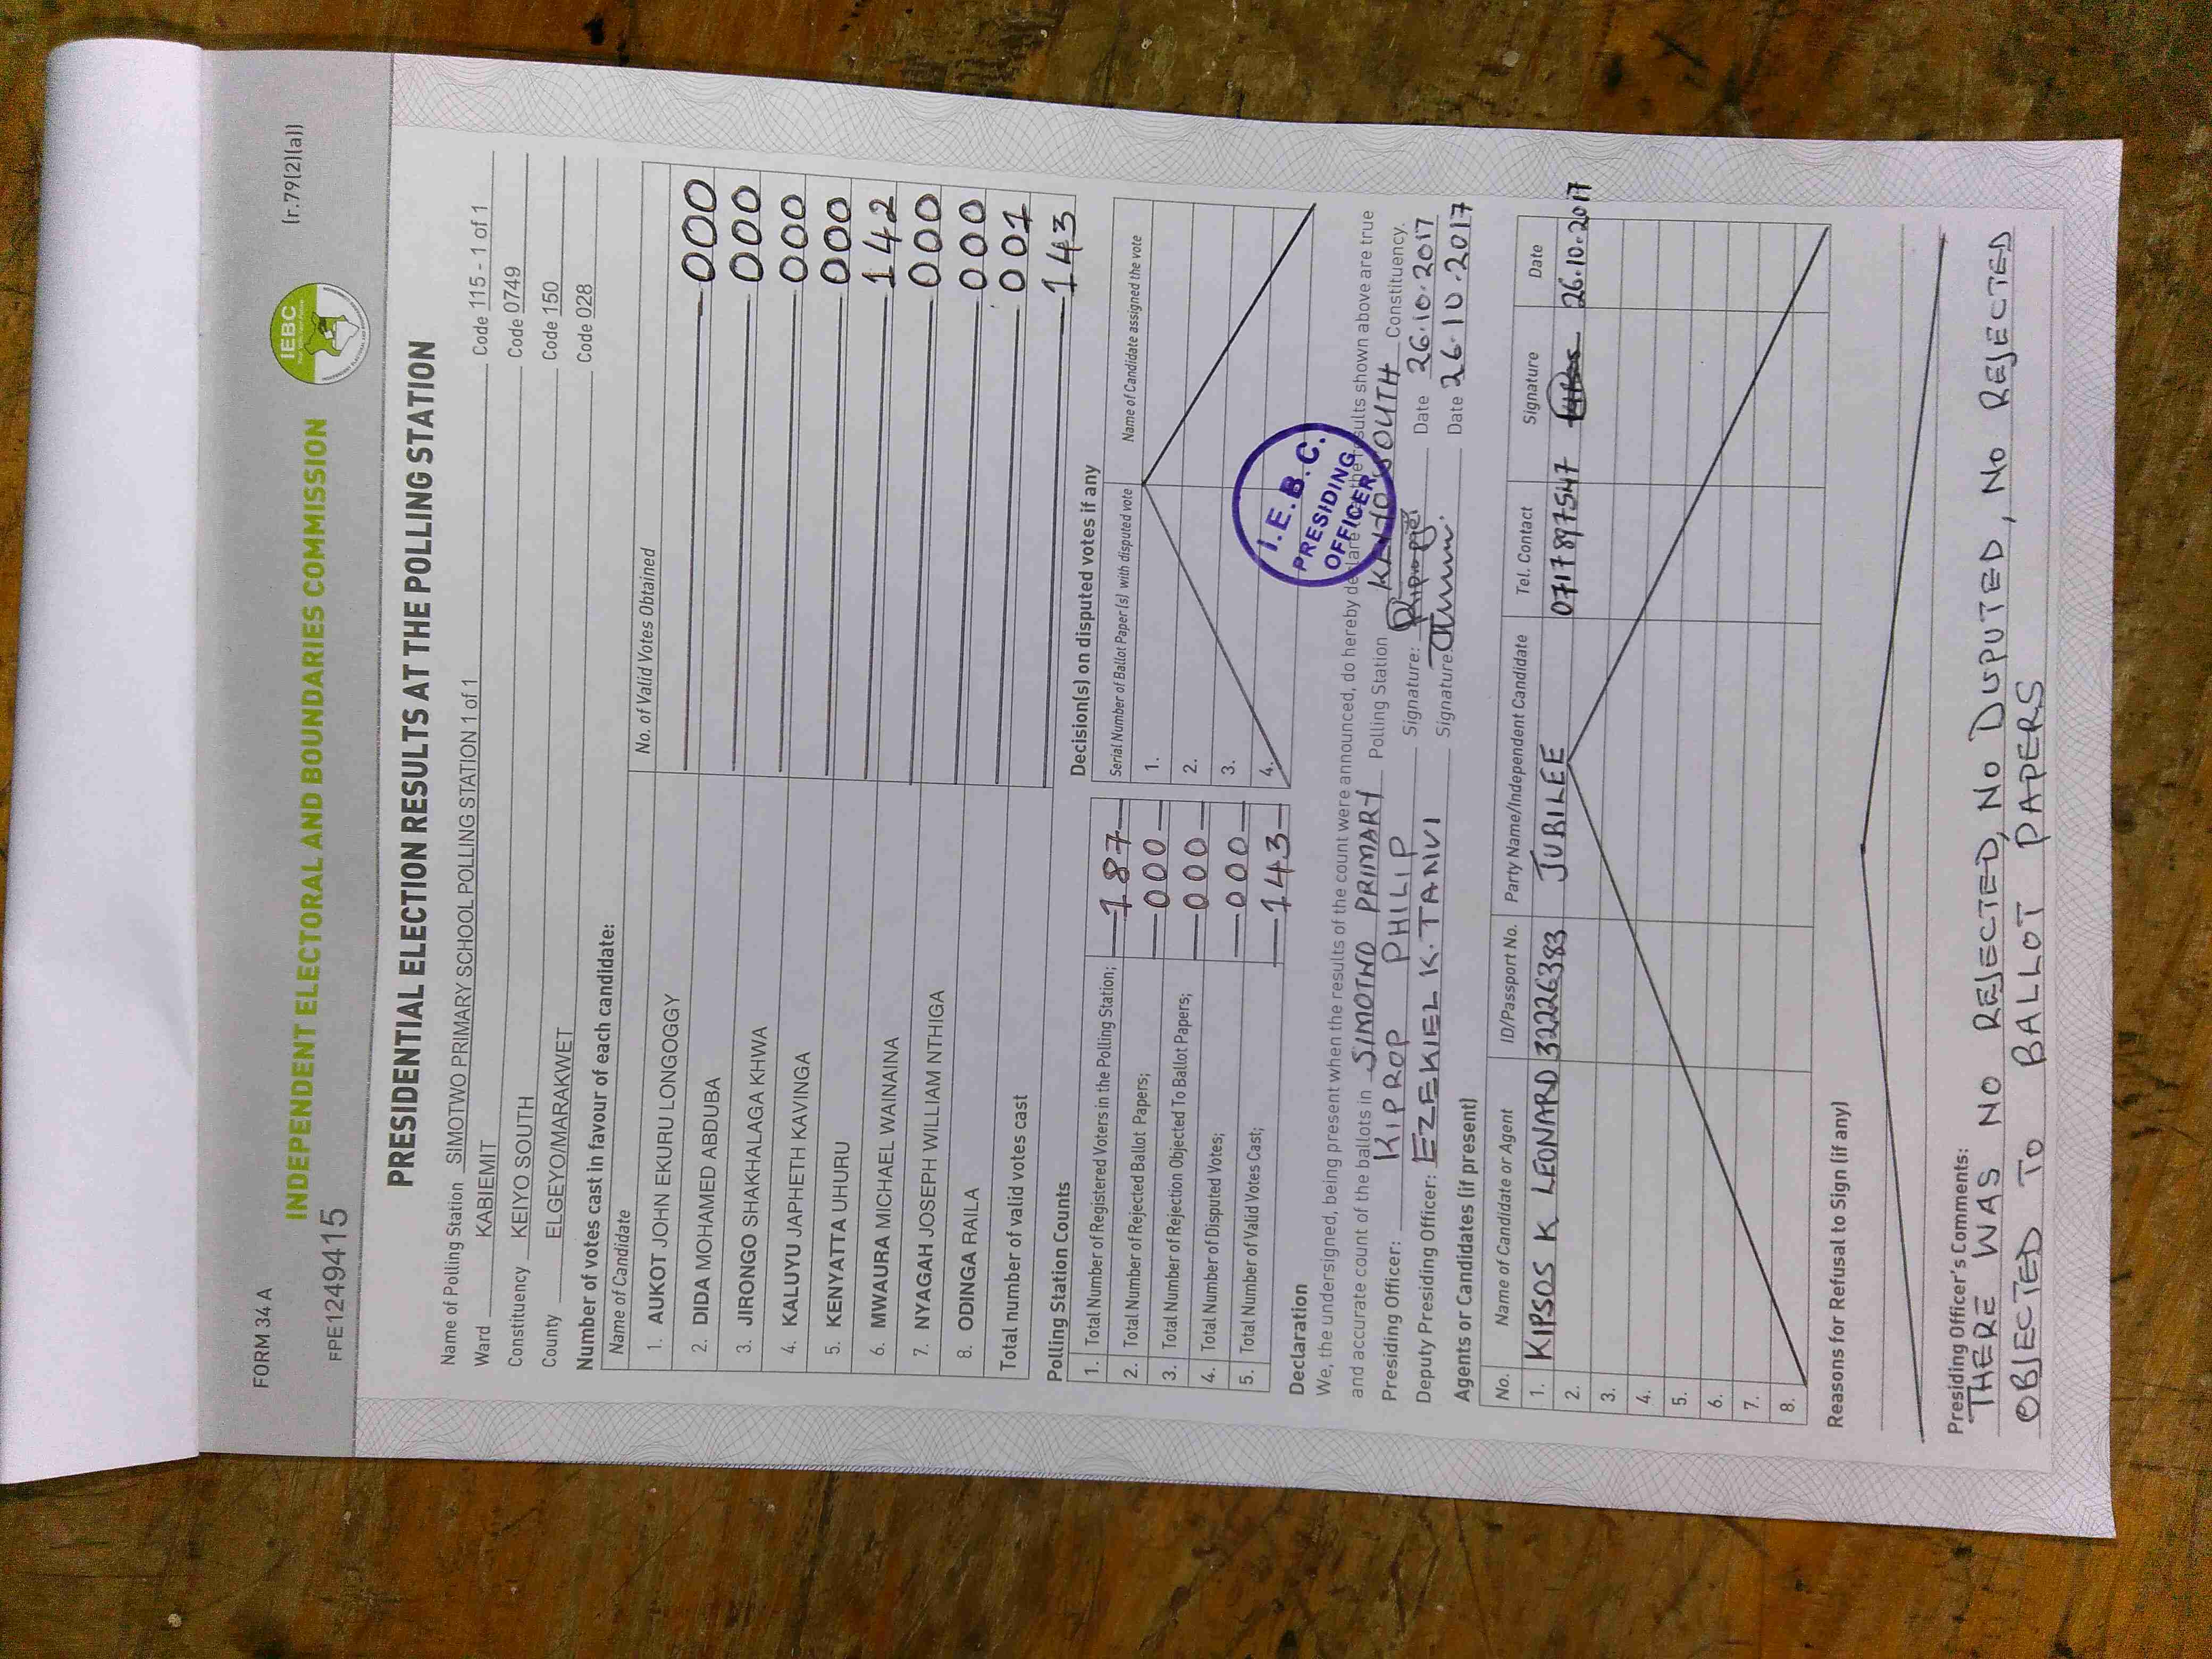 FORM 34 A
INDEPENDENT ELECTORAL AND BOUNDARIES COMMISSION
IEBC
(r.79(2)(a))
FPE1249415
PRESIDENTIAL ELECTION RESULTS AT THE POLLING STATION
Name of Polling Station SIMOTWO PRIMARY SCHOOL POLLING STATION 1 of 1 Code 115 - 1 of 1
Ward KABIEMIT Code 0749
Constituency KEIYO SOUTH Code 150
County ELGEYO/MARAKWET Code 028
Number of votes cast in favour of each candidate:
Name of Candidate No. of Valid Votes Obtained
1. AUKOT JOHN EKURU LONGOGGY 000
2. DIDA MOHAMED ABDUBA 000
3. JIRONGO SHAKHALAGA KHWA 000
4. KALUYU JAPHETH KAVINGA 000
5. KENYATTA UHURU 142
6. MWAURA MICHAEL WAINAINA 000
7. NYAGAH JOSEPH WILLIAM NTHIGA 000
8. ODINGA RAILA 001
Total number of valid votes cast 143
Polling Station Counts
1. Total Number of Registered Voters in the Polling Station; 187
2. Total Number of Rejected Ballot Papers; 000
3. Total Number of Rejection Objected To Ballot Papers; 000
4. Total Number of Disputed Votes; 000
5. Total Number of Valid Votes Cast; 143
Decision(s) on disputed votes if any
Serial Number of Ballot Paper(s) with disputed vote Name of Candidate assigned the vote
1.
2.
3.
4.
I.E.B.C.
PRESIDING
OFFICER
Declaration
We, the undersigned, being present when the results of the count were announced, do hereby declare that the results shown above are true
and accurate count of the ballots in SIMOTWO PRIMARY Polling Station KEIYO SOUTH Constituency.
Presiding Officer: KIPROP PHILIP Signature: Date 26.10.2017
Deputy Presiding Officer: EZEKIEL K. TANVI Signature Date 26.10.2017
Agents or Candidates (if present)
No. Name of Candidate or Agent ID/Passport No. Party Name/Independent Candidate Tel. Contact Signature Date
1. KIPSOS K LEONARD 32226383 JUBILEE 0717897547 26.10.2017
2.
3.
4.
5.
6.
7.
8.
Reasons for Refusal to Sign (if any)
Presiding Officer's Comments:
THERE WAS NO REJECTED, NO DUPUTED, NO REJECTED
OBJECTED TO BALLOT PAPERS